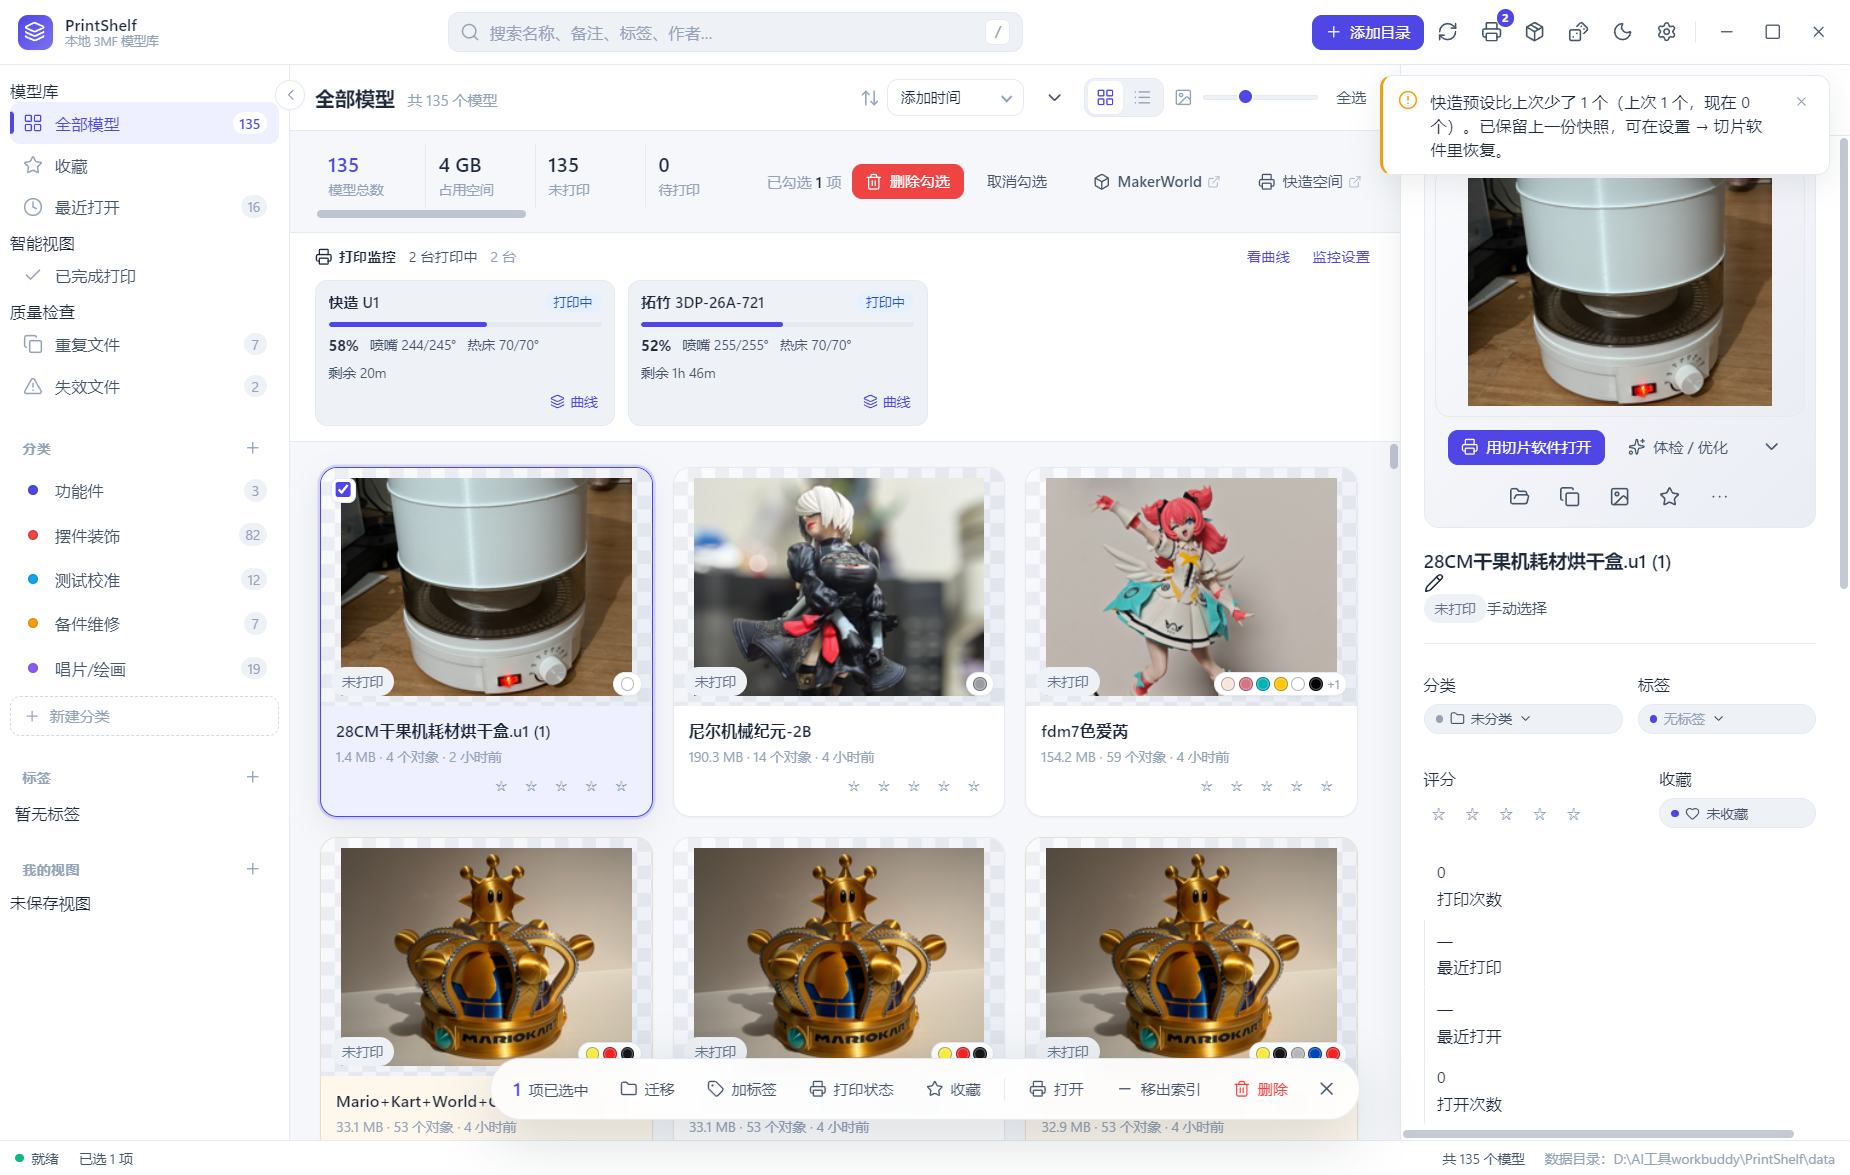 PrintShelf
本地 3MF 模型库
搜索名称、备注、标签、作者...
/
添加目录
2
模型库
全部模型
135
收藏
最近打开
16
智能视图
已完成打印
质量检查
重复文件
7
失效文件
2
分类
功能件
3
摆件装饰
82
测试校准
12
备件维修
7
唱片/绘画
19
新建分类
标签
暂无标签
我的视图
未保存视图
全部模型
共 135 个模型
添加时间
全选
135
模型总数
4 GB
占用空间
135
未打印
0
待打印
已勾选 1 项
删除勾选
取消勾选
MakerWorld
快造空间
打印监控
2 台打印中
2 台
看曲线
监控设置
快造 U1
打印中
58% 喷嘴 244/245° 热床 70/70°
剩余 20m
曲线
拓竹 3DP-26A-721
打印中
52% 喷嘴 255/255° 热床 70/70°
剩余 1h 46m
曲线
未打印
28CM干果机耗材烘干盒.u1 (1)
1.4 MB · 4 个对象 · 2 小时前
未打印
尼尔机械纪元-2B
190.3 MB · 14 个对象 · 4 小时前
未打印
+1
fdm7色爱芮
154.2 MB · 59 个对象 · 4 小时前
MARIOKART
未打印
Mario+Kart+World+
33.1 MB · 53 个对象 · 4 小时前
MARIOKART
未打印
33.1 MB · 53 个对象 · 4 小时前
MARIOKART
未打印
32.9 MB · 53 个对象 · 4 小时前
1 项已选中
迁移
加标签
打印状态
收藏
打开
移出索引
删除
快造预设比上次少了 1 个（上次 1 个，现在 0
个）。已保留上一份快照，可在设置 → 切片软
件里恢复。
用切片软件打开
体检 / 优化
28CM干果机耗材烘干盒.u1 (1)
未打印
手动选择
分类
标签
未分类
无标签
评分
收藏
未收藏
0
打印次数
—
最近打印
—
最近打开
0
打开次数
就绪
已选 1 项
共 135 个模型
数据目录：D:\AI工具workbuddy\PrintShelf\data